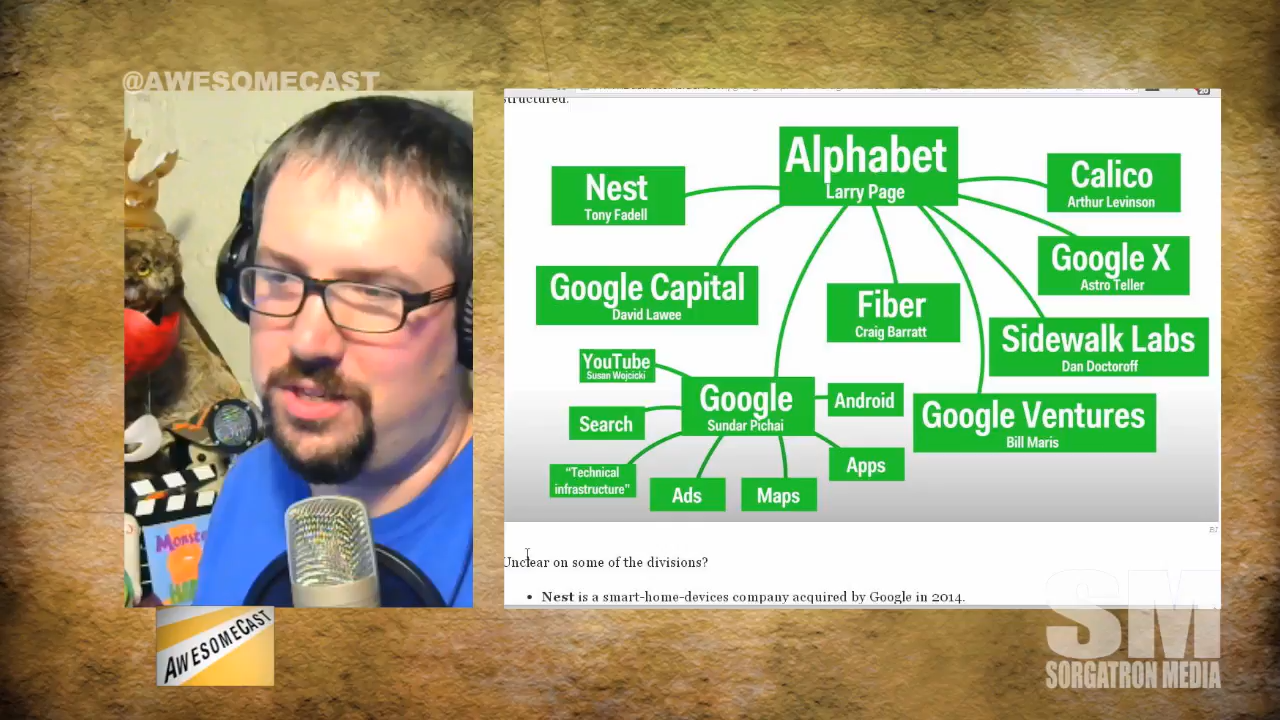 @AWESOMECAST
structured.
20
Alphabet
Larry Page
Nest
Tony Fadell
Calico
Arthur Levinson
Google X
Astro Teller
Google Capital
David Lawee
Fiber
Craig Barratt
Sidewalk Labs
Dan Doctoroff
YouTube
Susan Wojcicki
Google
Sundar Pichai
Android
Google Ventures
Bill Maris
Search
Apps
"Technical
infrastructure"
Ads
Maps
BI
Unclear on some of the divisions?
• Nest is a smart-home-devices company acquired by Google in 2014.
Monste
AWESOMECAST
SM
SORGATRON MEDIA